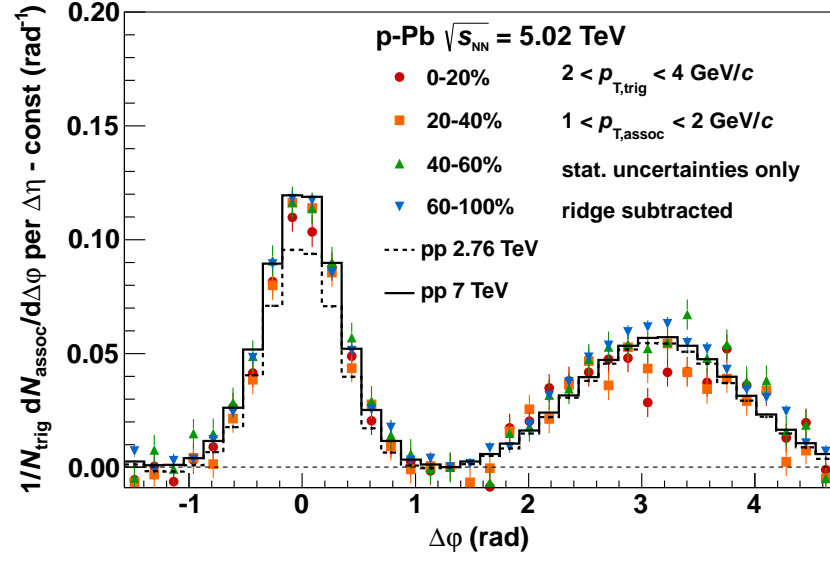 p-Pb √sNN = 5.02 TeV
0-20%
2 < pT,trig < 4 GeV/c
20-40%
1 < pT,assoc < 2 GeV/c
40-60%
stat. uncertainties only
60-100%
ridge subtracted
pp 2.76 TeV
pp 7 TeV
1/Ntrig dNassoc/dΔφ per Δη - const (rad-1)
0.20
0.15
0.10
0.05
0.00
-1 0 1 2 3 4
Δφ (rad)